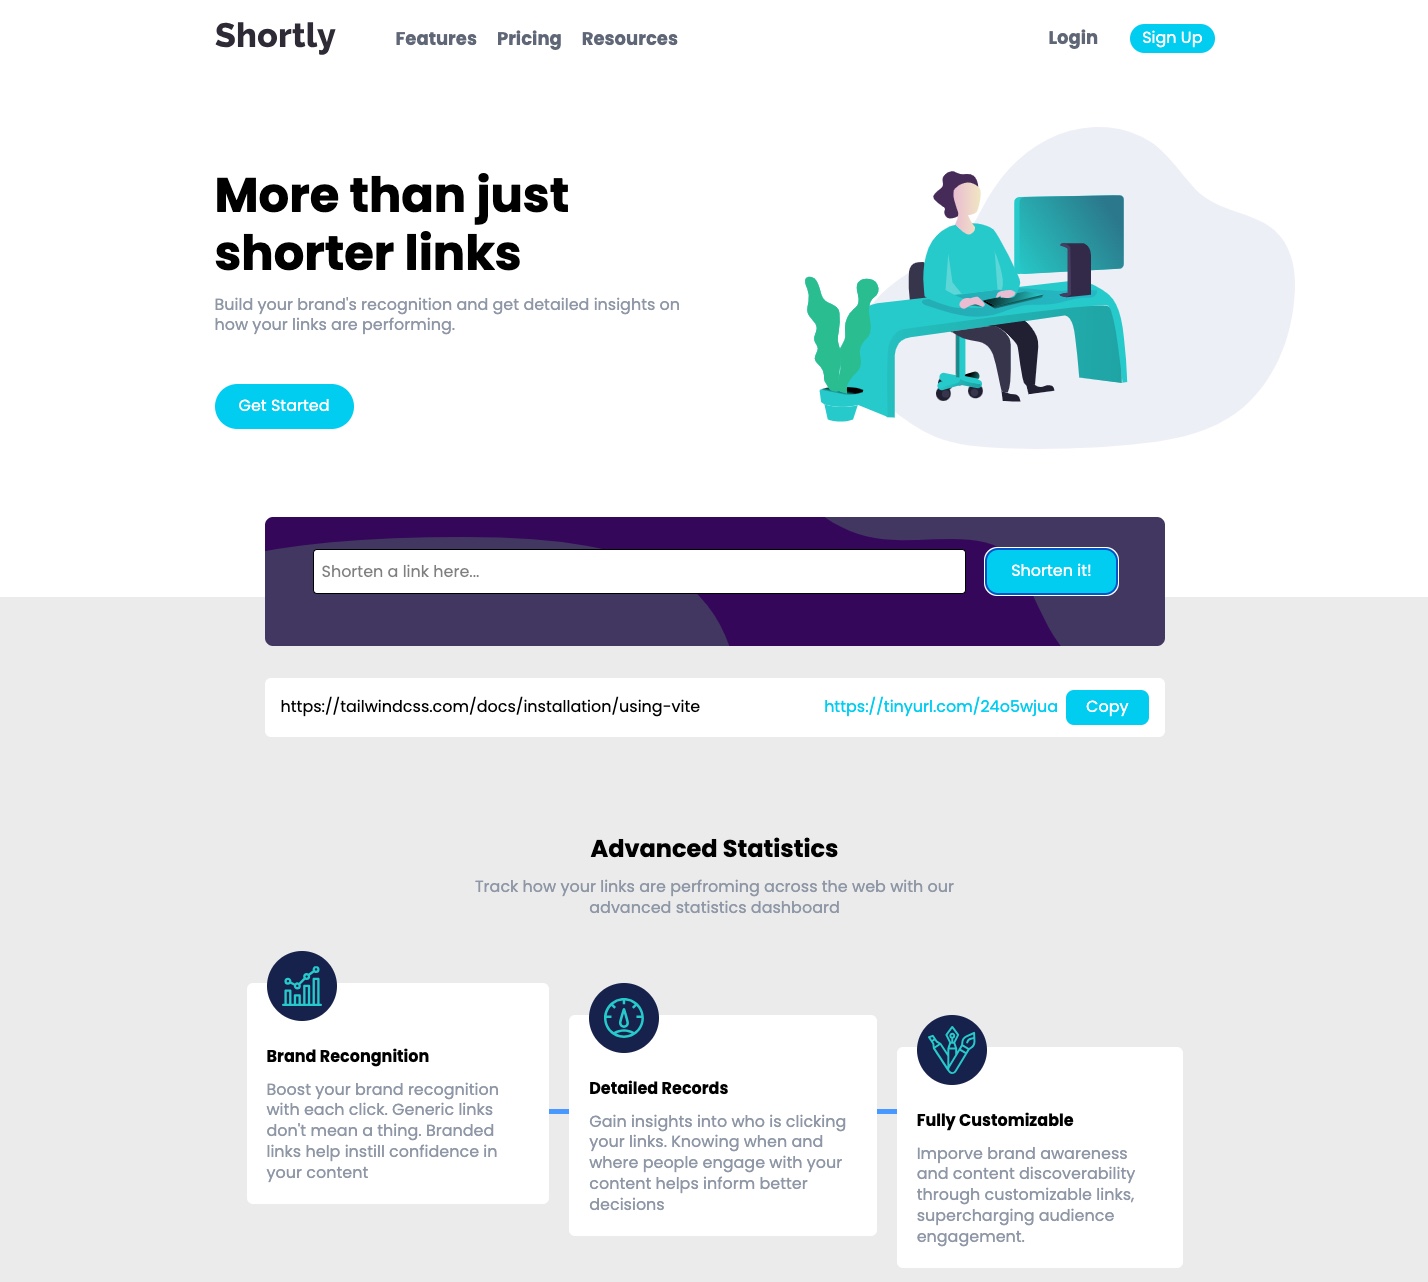 Shortly
Features Pricing Resources
Login
Sign Up
More than just
shorter links
Build your brand's recognition and get detailed insights on
how your links are performing.
Get Started
Shorten a link here...
Shorten it!
https://tailwindcss.com/docs/installation/using-vite
https://tinyurl.com/24o5wjua
Copy
Advanced Statistics
Track how your links are perfroming across the web with our
advanced statistics dashboard
Brand Recongnition
Boost your brand recognition
with each click. Generic links
don't mean a thing. Branded
links help instill confidence in
your content
Detailed Records
Gain insights into who is clicking
your links. Knowing when and
where people engage with your
content helps inform better
decisions
Fully Customizable
Imporve brand awareness
and content discoverability
through customizable links,
supercharging audience
engagement.